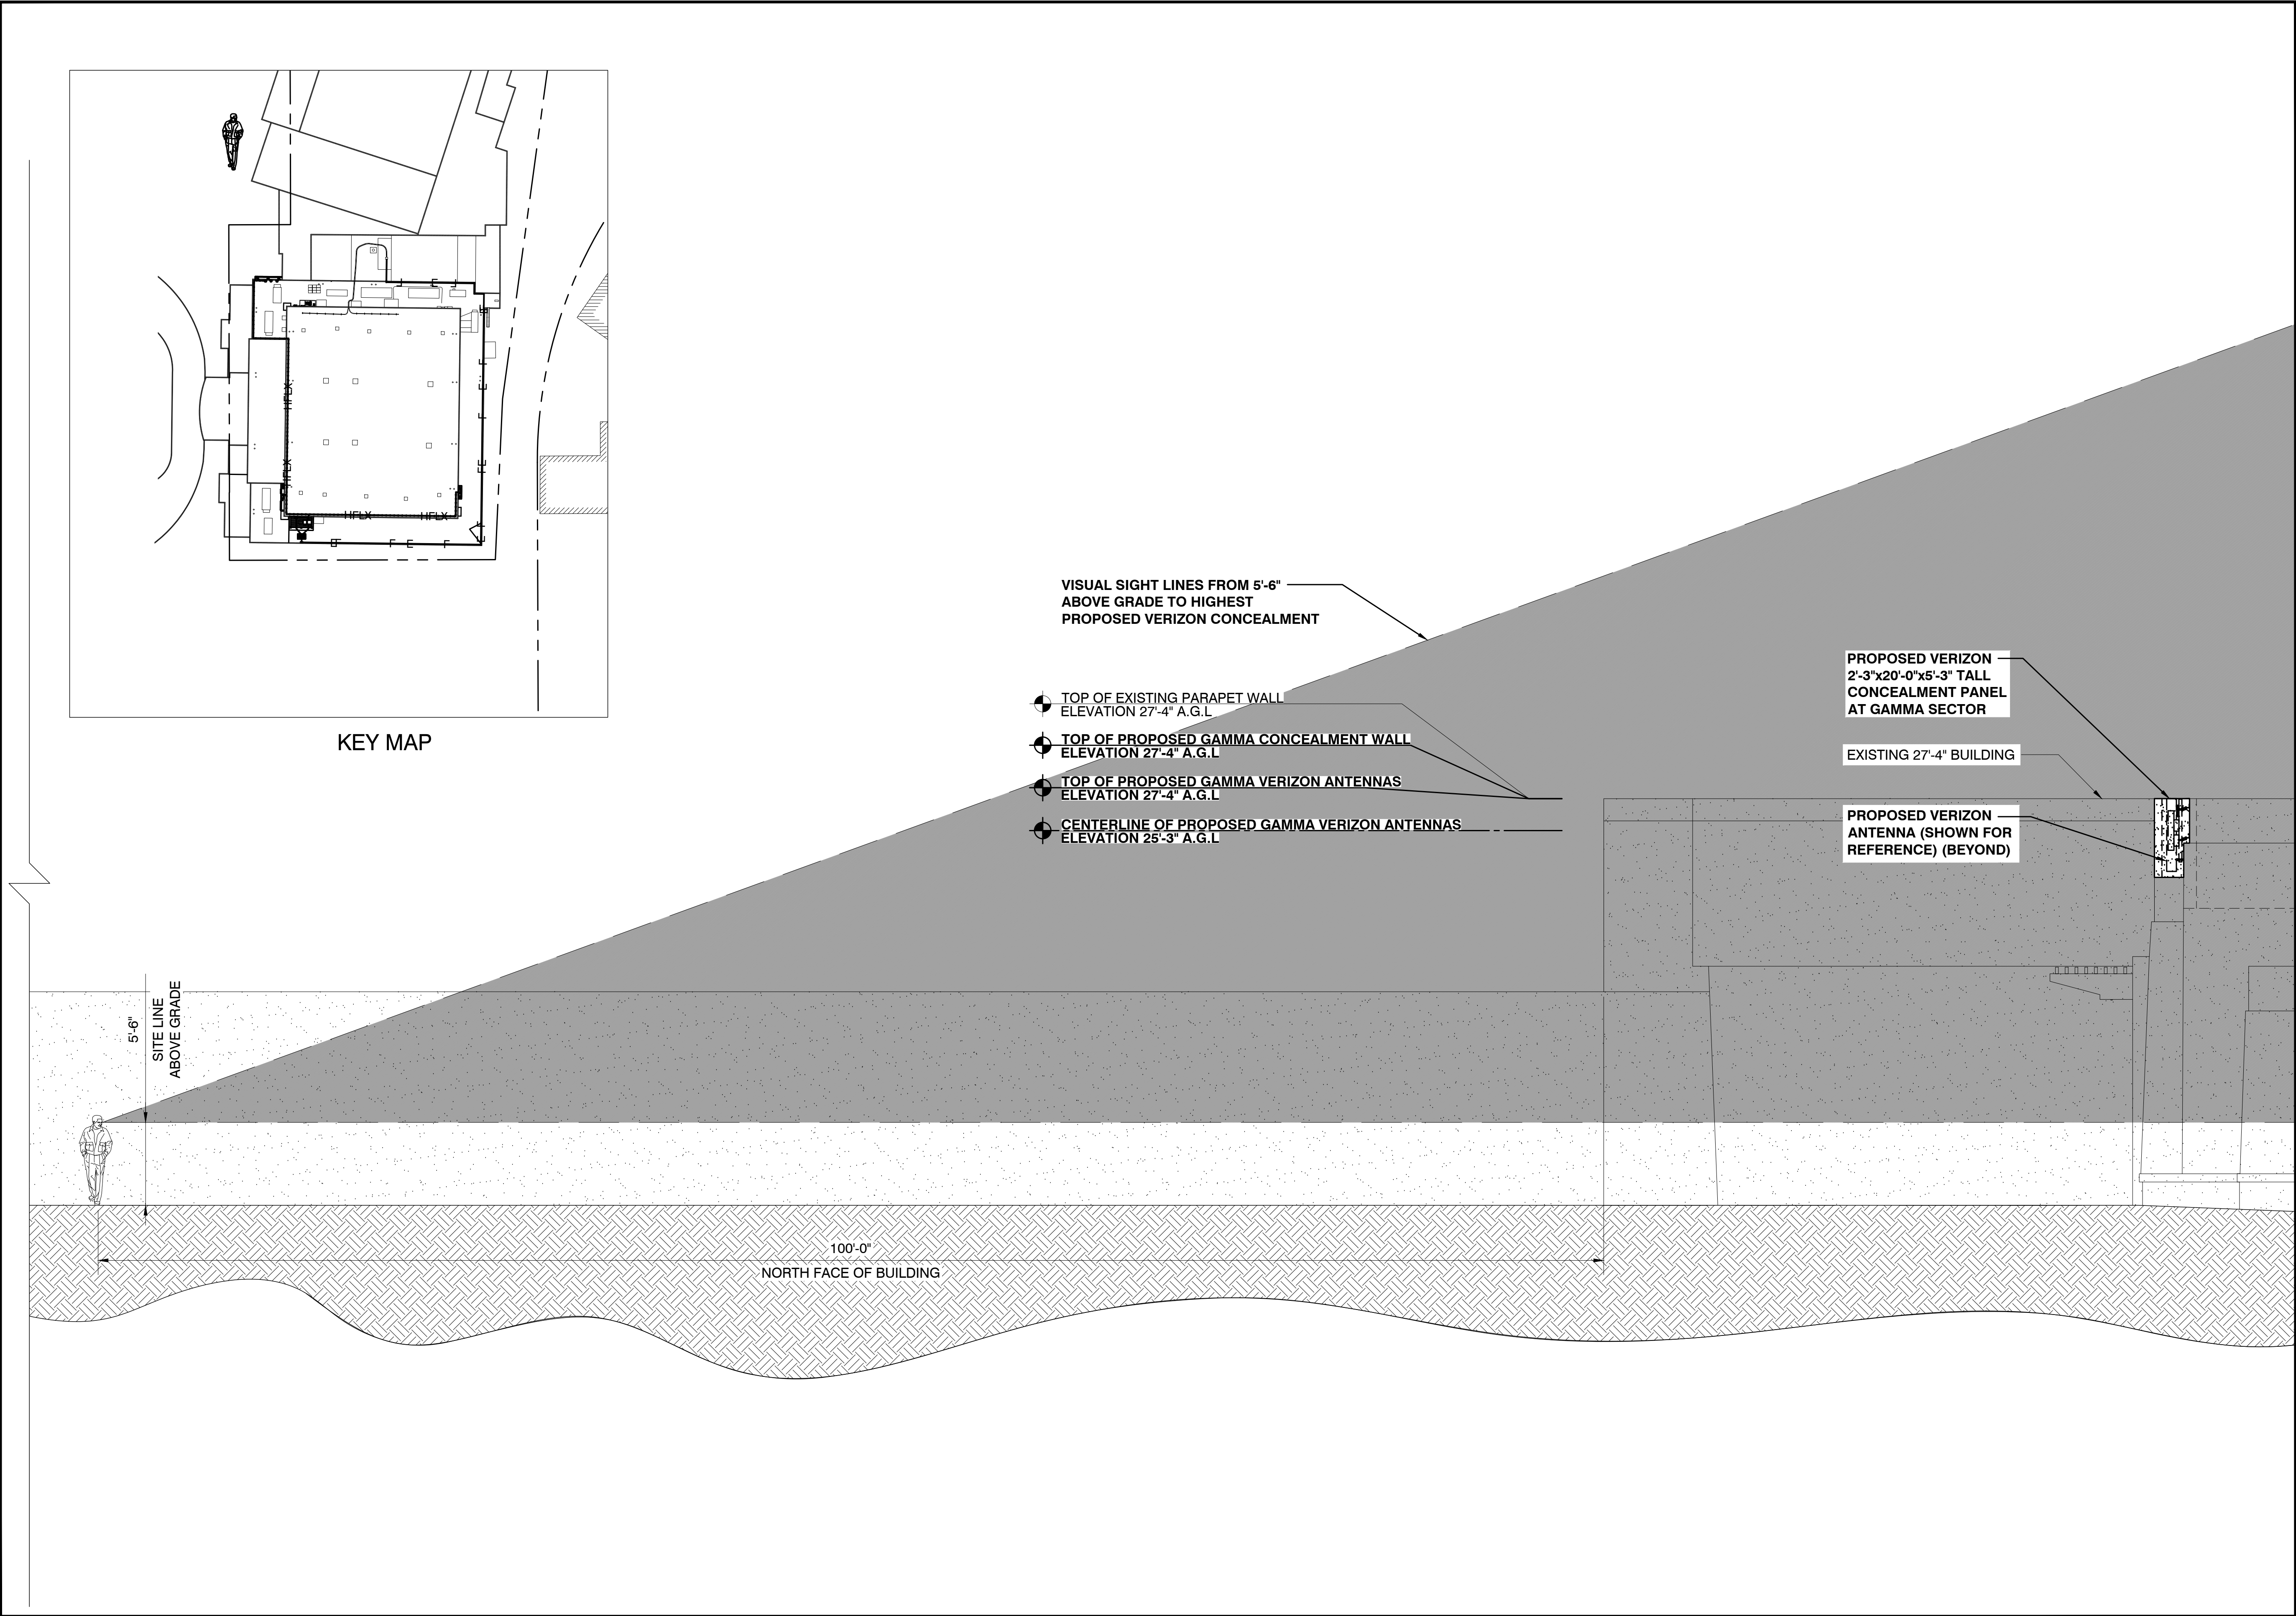 KEY MAP
HFLX
HFLX
HFLX
HFLX
VISUAL SIGHT LINES FROM 5'-6"
ABOVE GRADE TO HIGHEST
PROPOSED VERIZON CONCEALMENT
TOP OF EXISTING PARAPET WALL
ELEVATION 27'-4" A.G.L
TOP OF PROPOSED GAMMA CONCEALMENT WALL
ELEVATION 27'-4" A.G.L
TOP OF PROPOSED GAMMA VERIZON ANTENNAS
ELEVATION 27'-4" A.G.L
CENTERLINE OF PROPOSED GAMMA VERIZON ANTENNAS
ELEVATION 25'-3" A.G.L
PROPOSED VERIZON
2'-3"x20'-0"x5'-3" TALL
CONCEALMENT PANEL
AT GAMMA SECTOR
EXISTING 27'-4" BUILDING
PROPOSED VERIZON
ANTENNA (SHOWN FOR
REFERENCE) (BEYOND)
5'-6"
SITE LINE
ABOVE GRADE
100'-0"
NORTH FACE OF BUILDING